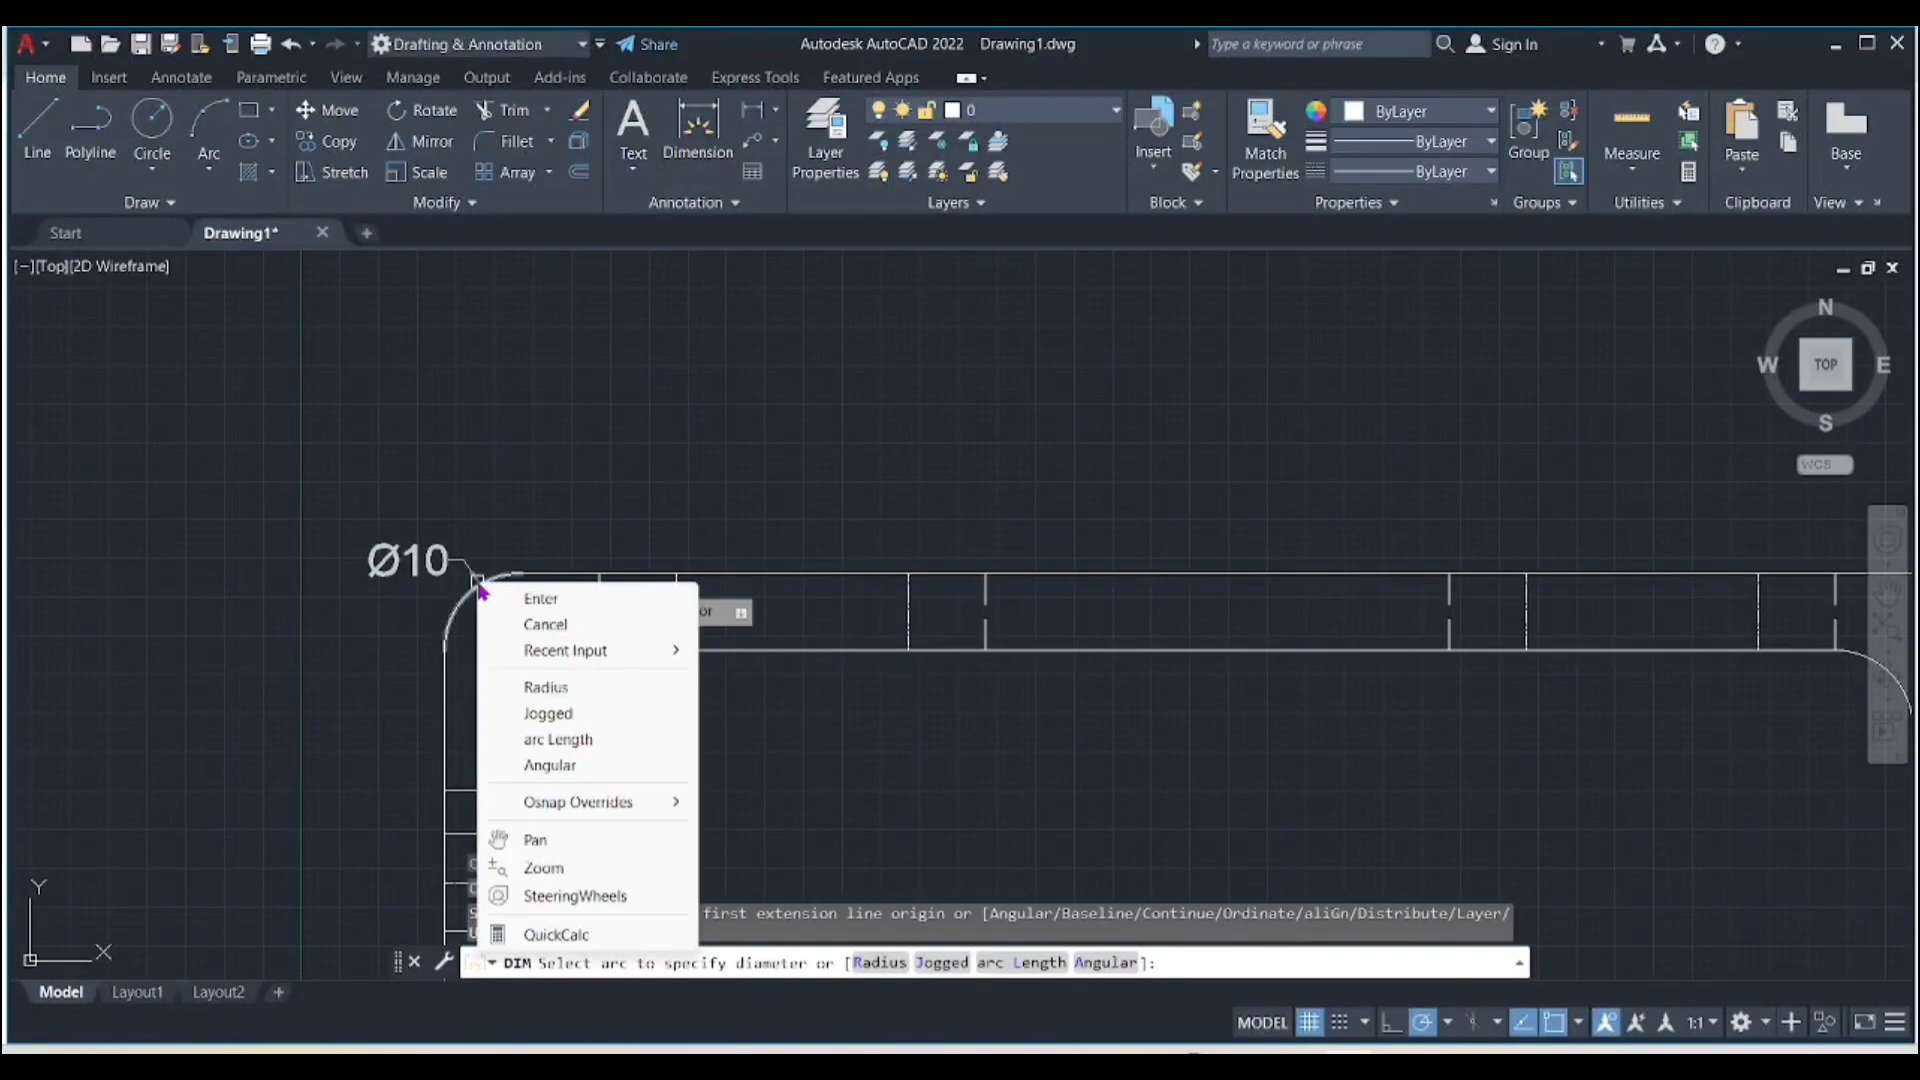 Drafting & Annotation Share Autodesk AutoCAD 2022 Drawing1.dwg Type a keyword or phrase Sign In
Home Insert Annotate Parametric View Manage Output Add-ins Collaborate Express Tools Featured Apps
Line Polyline Circle Arc
Move Rotate Trim
Copy Mirror Fillet
Stretch Scale Array
Text Dimension
Layer Properties
0
Insert
Match Properties
ByLayer
ByLayer
ByLayer
Group
Measure
Paste
Base
Draw Modify Annotation Layers Block Properties Groups Utilities Clipboard View
Start Drawing1*
[−][Top][2D Wireframe]
N
W TOP E
S
WCS
Ø10
or
Enter
Cancel
Recent Input
Radius
Jogged
arc Length
Angular
Osnap Overrides
Pan
Zoom
SteeringWheels
QuickCalc
Y
X
first extension line origin or [Angular/Baseline/Continue/Ordinate/aliGn/Distribute/Layer/
DIM Select arc to specify diameter or [Radius Jogged arc Length Angular]:
Model Layout1 Layout2
MODEL 1:1